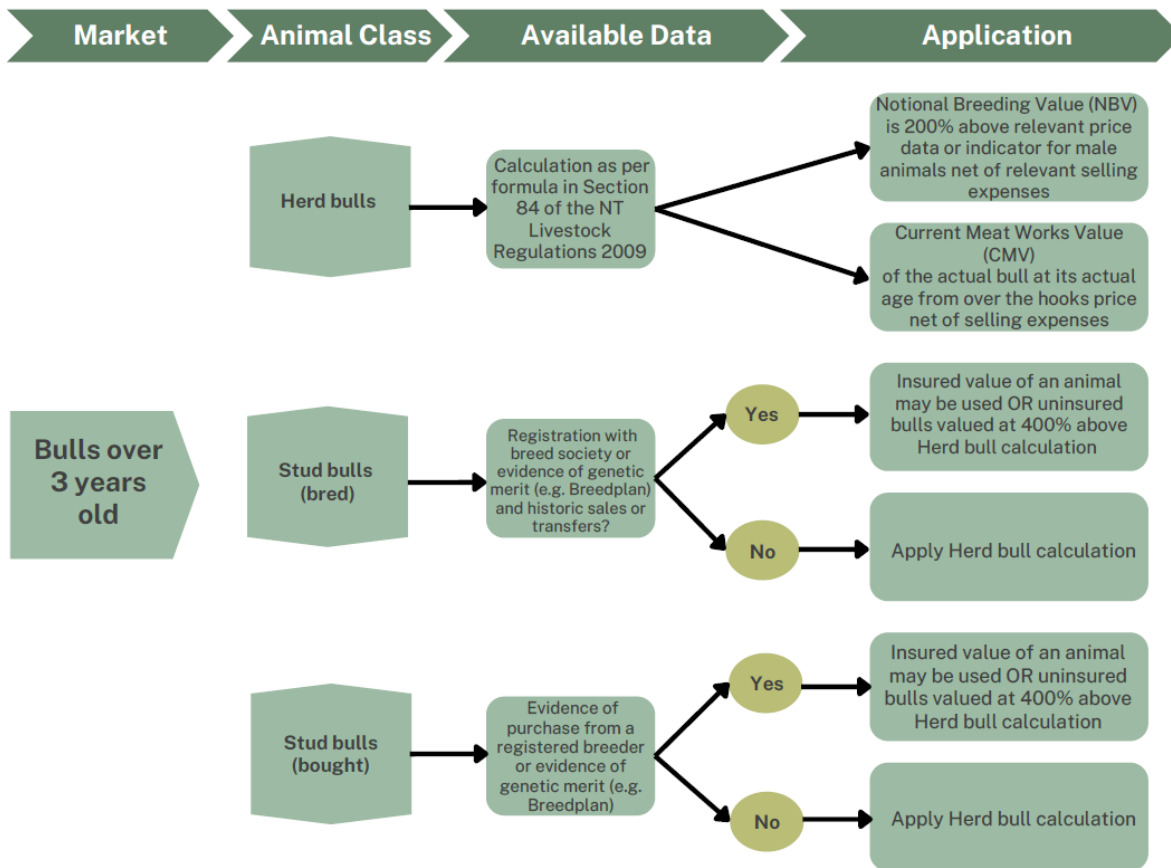 Market
Animal Class
Available Data
Application
Herd bulls
Calculation as per
formula in Section
84 of the NT
Livestock
Regulations 2009
Notional Breeding Value (NBV)
is 200% above relevant price
data or indicator for male
animals net of relevant selling
expenses
Current Meat Works Value
(CMV)
of the actual bull at its actual
age from over the hooks price
net of selling expenses
Bulls over
3 years
old
Stud bulls
(bred)
Registration with
breed society or
evidence of genetic
merit (e.g. Breedplan)
and historic sales or
transfers?
Yes
Insured value of an animal
may be used OR uninsured
bulls valued at 400% above
Herd bull calculation
No
Apply Herd bull calculation
Stud bulls
(bought)
Evidence of
purchase from a
registered breeder
or evidence of
genetic merit (e.g.
Breedplan)
Yes
Insured value of an animal
may be used OR uninsured
bulls valued at 400% above
Herd bull calculation
No
Apply Herd bull calculation